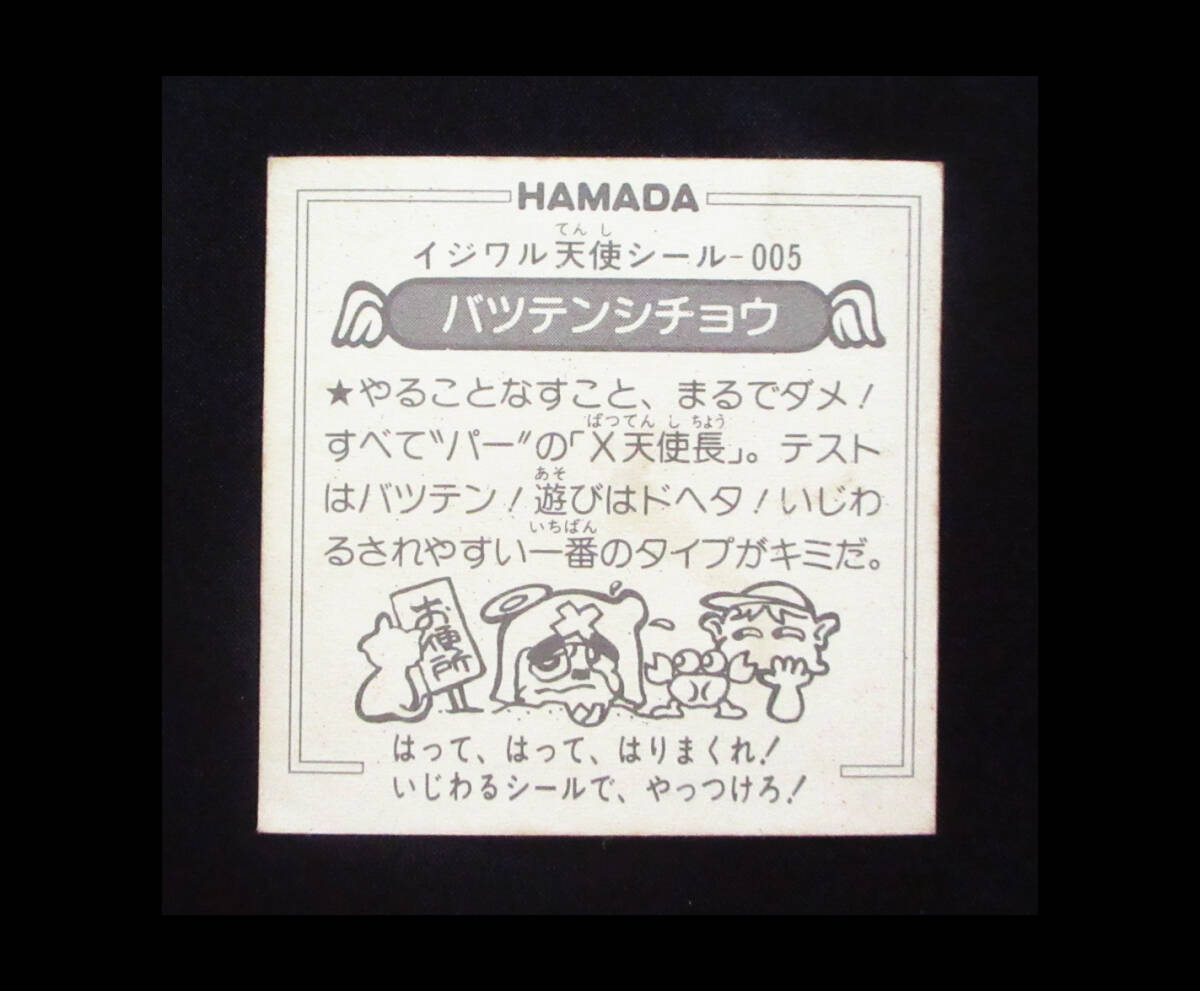 HAMADA
てんし
イジワル天使シール-005
バツテンシチョウ
★やることなすこと、まるでダメ!
ばつてんしちょう
すべて"パー"の「X天使長」。テスト
あそ
はバツテン!遊びはドヘタ!いじわ
いちばん
るされやすい一番のタイプがキミだ。
お便所
はって、はって、はりまくれ!
いじわるシールで、やっつけろ!